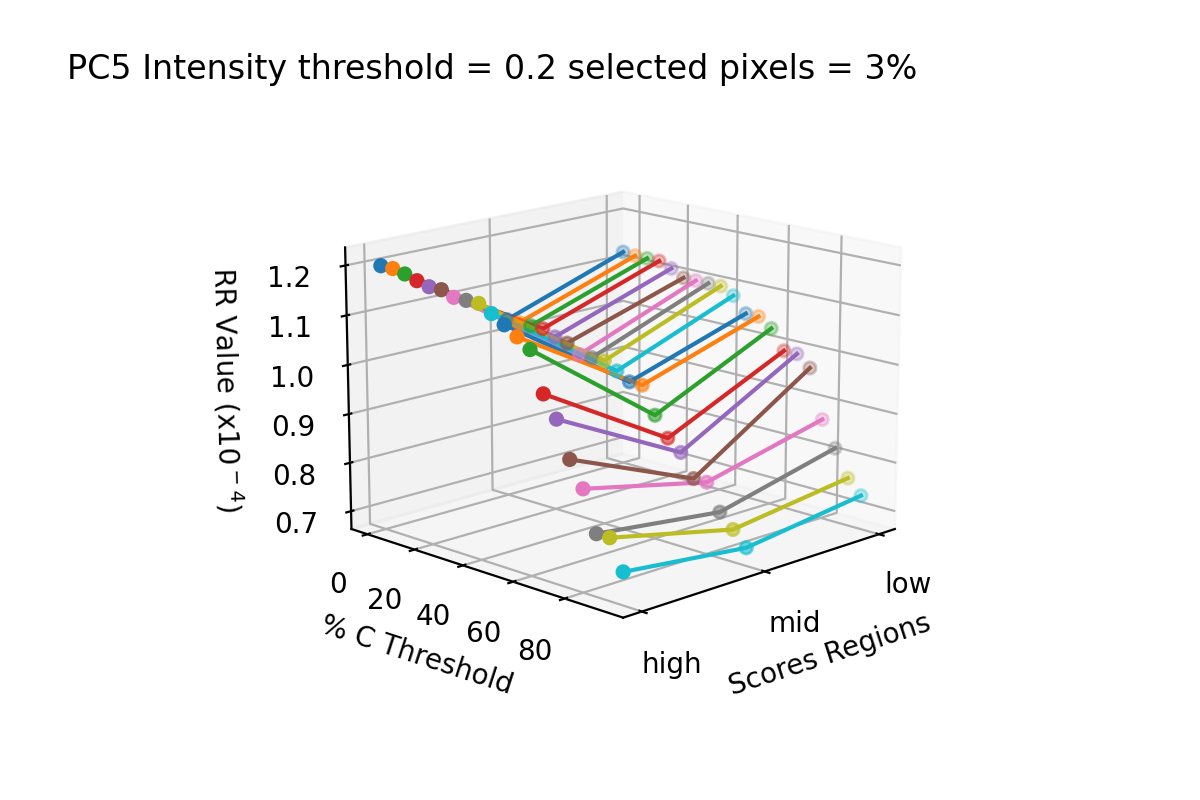 PC5 Intensity threshold = 0.2 selected pixels = 3%
RR Value (x10⁻⁴)
1.2
1.1
1.0
0.9
0.8
0.7
0
20
40
60
80
% C Threshold
high
mid
low
Scores Regions